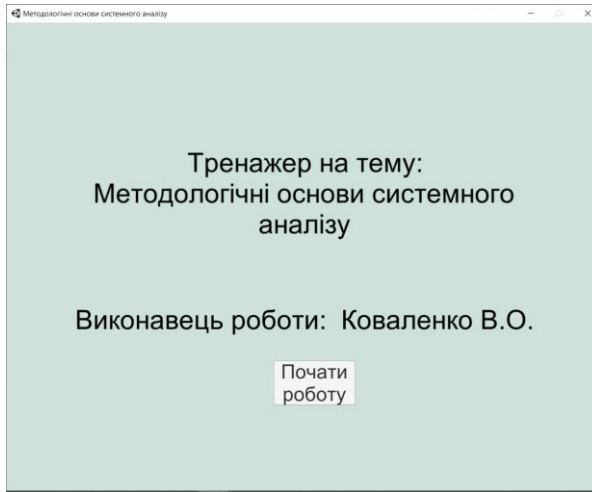 Методологічні основи системного аналізу
Тренажер на тему:
Методологічні основи системного
аналізу
Виконавець роботи:  Коваленко В.О.
Почати
роботу